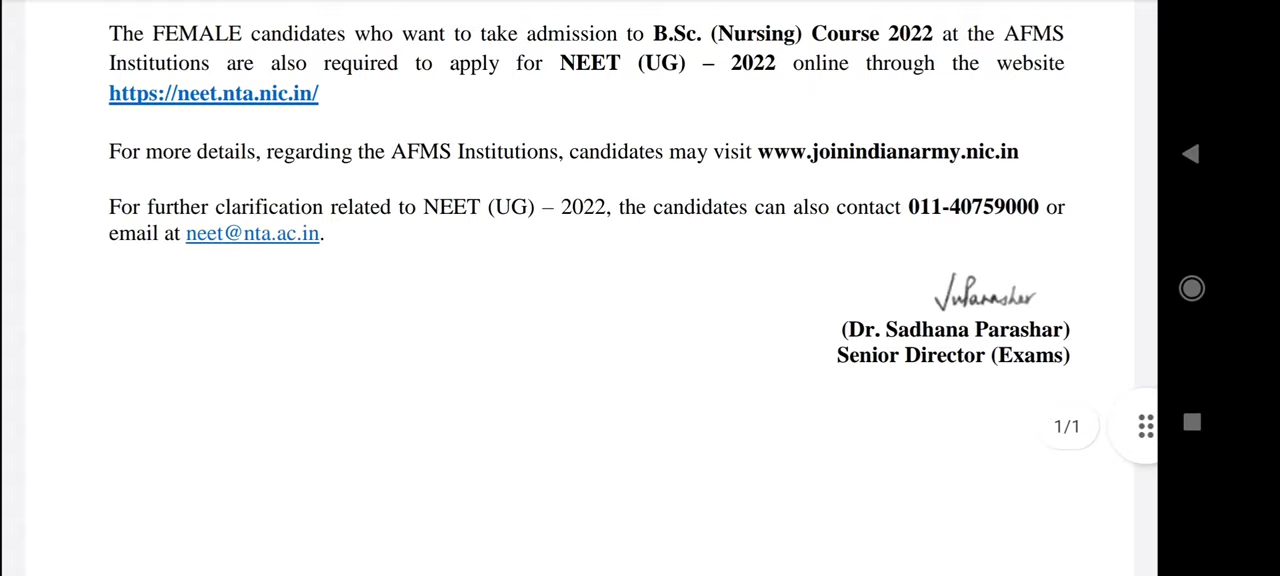 The FEMALE candidates who want to take admission to B.Sc. (Nursing) Course 2022 at the AFMS
Institutions are also required to apply for NEET (UG) – 2022 online through the website
https://neet.nta.nic.in/
For more details, regarding the AFMS Institutions, candidates may visit www.joinindianarmy.nic.in
For further clarification related to NEET (UG) – 2022, the candidates can also contact 011-40759000 or
email at neet@nta.ac.in.
(Dr. Sadhana Parashar)
Senior Director (Exams)
1/1